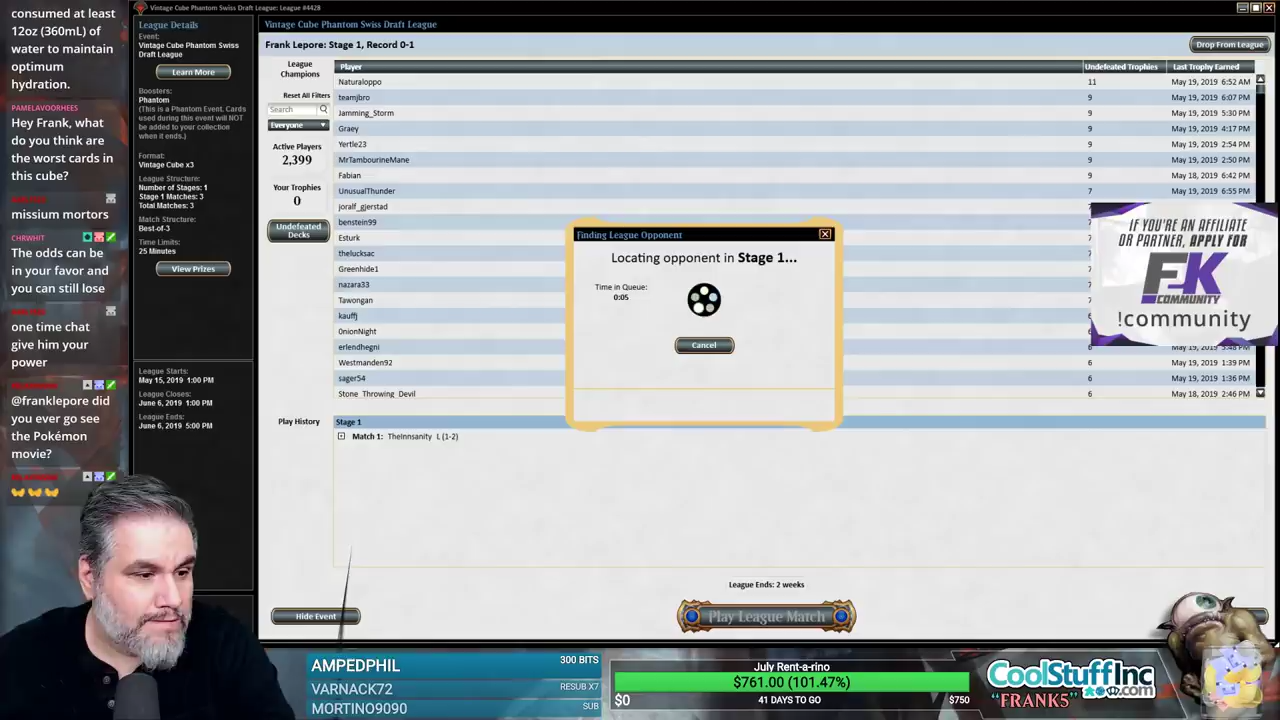 consumed at least
12oz (360mL) of
of water to maintain
optimum
hydration.
PAMELAVOORHEES
Hey Frank, what
do you think are
the worst cards in
this cube?
missium mortors
CHRWHIT
The odds can be
in your favor and
you can still lose
one time chat
give him your
power
@franklepore did
you ever go see
the Pokémon
movie?
Vintage Cube Phantom Swiss Draft League: League #4428
League Details
Event:
Vintage Cube Phantom Swiss
Draft League
Learn More
Boosters:
Phantom
(This is a Phantom Event. Cards
used during this event will NOT
be added to your collection
when it ends.)
Format:
Vintage Cube x3
League Structure:
Number of Stages: 1
Stage 1 Matches: 3
Total Matches: 3
Match Structure:
Best-of-3
Time Limits:
25 Minutes
View Prizes
League Starts:
May 15, 2019 1:00 PM
League Closes:
June 6, 2019 1:00 PM
League Ends:
June 6, 2019 5:00 PM
Vintage Cube Phantom Swiss Draft League
Frank Lepore: Stage 1, Record 0-1
Drop From League
League
Champions
Reset All Filters
Search
Everyone
Active Players
2,399
Your Trophies
0
Undefeated
Decks
Player Undefeated Trophies Last Trophy Earned
Naturaloppo 11 May 19, 2019 6:52 AM
teamjbro 9 May 19, 2019 6:07 PM
Jamming_Storm 9 May 19, 2019 5:30 PM
Graey 9 May 19, 2019 4:17 PM
Yertle23 9 May 19, 2019 2:54 PM
MrTambourineMane 9 May 19, 2019 2:50 PM
Fabian 9 May 18, 2019 6:42 PM
UnusualThunder 7 May 19, 2019 6:55 PM
joralf_gjerstad
benstein99
Esturk
thelucksac
Greenhide1
nazara33
Tawongan
kauffj
0nionNight
erlendhegni
Westmanden92 6 May 19, 2019 1:39 PM
sager54 6 May 19, 2019 1:36 PM
Stone_Throwing_Devil 6 May 18, 2019 2:46 PM
Finding League Opponent
Locating opponent in Stage 1...
Time in Queue:
0:05
Cancel
IF YOU'RE AN AFFILIATE
OR PARTNER, APPLY FOR
COMMUNITY
!community
Play History
Stage 1
Match 1: TheInnsanity L (1-2)
League Ends: 2 weeks
Hide Event
Play League Match
AMPEDPHIL 300 BITS
VARNACK72 RESUB X7
MORTINO9090 SUB
July Rent-a-rino
$761.00 (101.47%)
$0 41 DAYS TO GO $750
CoolStuffInc
.com
"FRANK5"